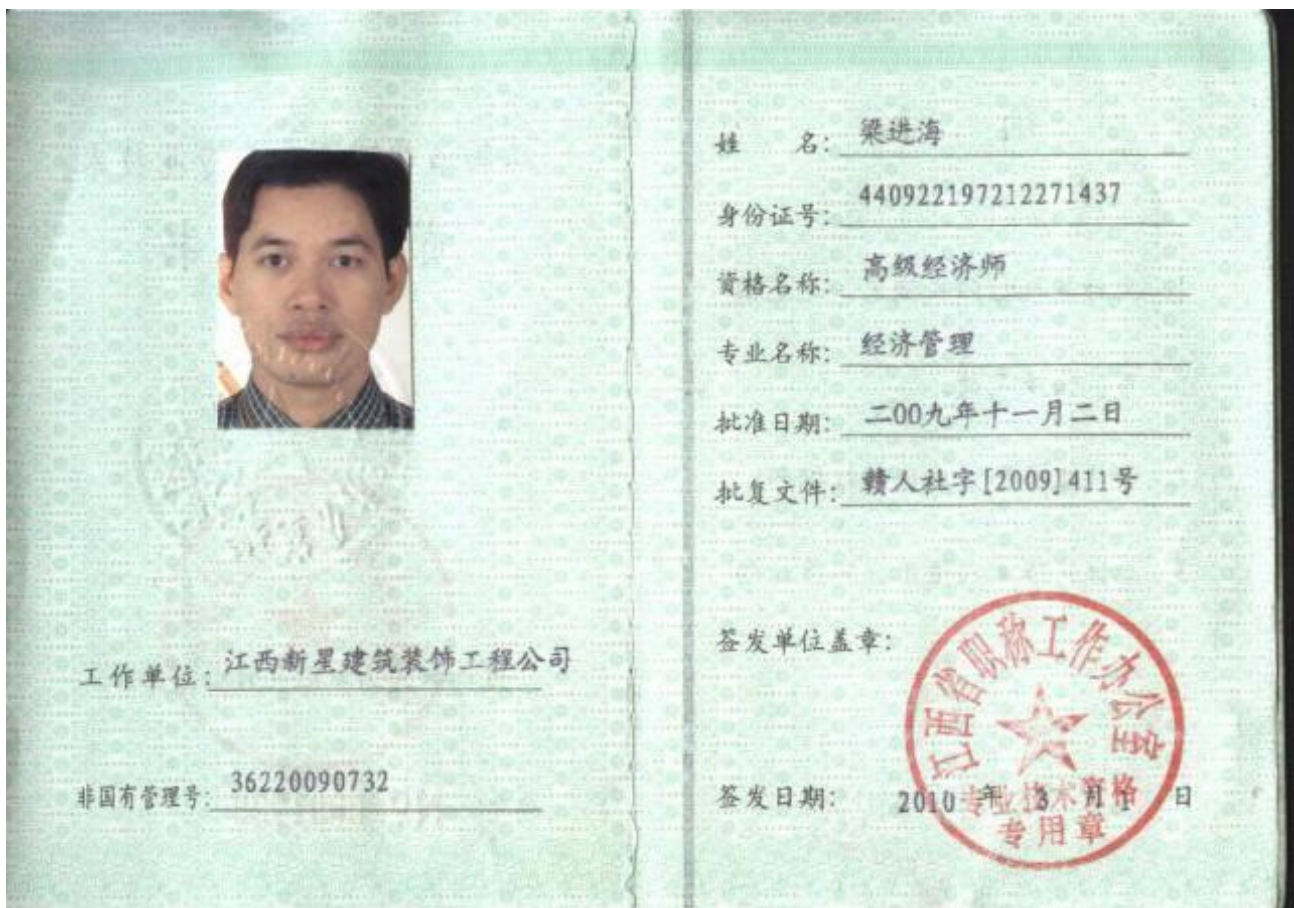 工作单位: 江西新星建筑装饰工程公司
非国有管理号: 36220090732
姓 名: 梁进海
身份证号: 440922197212271437
资格名称: 高级经济师
专业名称: 经济管理
批准日期: 二00九年十一月二日
批复文件: 赣人社字[2009]411号
签发单位盖章:
江西省职称工作办公室
专业技术资格
专用章
签发日期: 2010 年 3 月 1 日